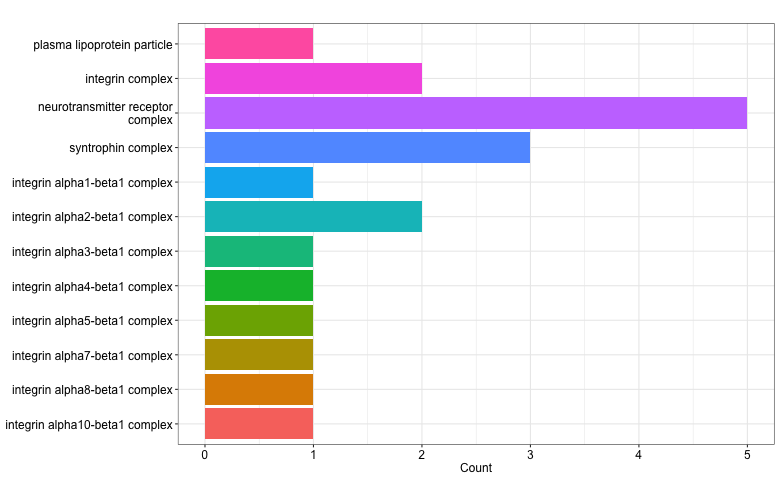 plasma lipoprotein particle
integrin complex
neurotransmitter receptor
complex
syntrophin complex
integrin alpha1-beta1 complex
integrin alpha2-beta1 complex
integrin alpha3-beta1 complex
integrin alpha4-beta1 complex
integrin alpha5-beta1 complex
integrin alpha7-beta1 complex
integrin alpha8-beta1 complex
integrin alpha10-beta1 complex
0 1 2 3 4 5
Count